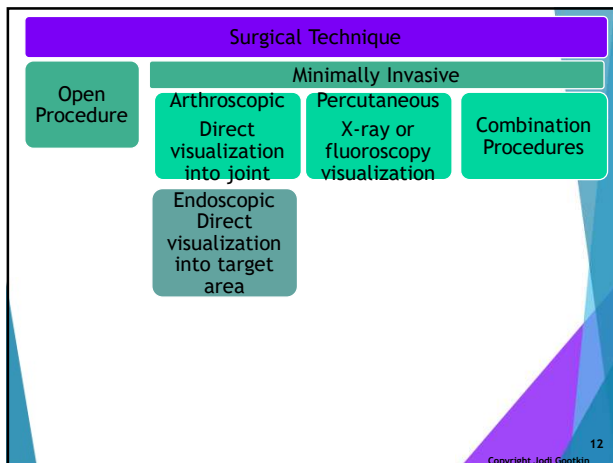 Surgical Technique
Open
Procedure
Minimally Invasive
Arthroscopic
Direct
visualization
into joint
Percutaneous
X-ray or
fluoroscopy
visualization
Combination
Procedures
Endoscopic
Direct
visualization
into target
area
12
Copyright Jodi Gootkin